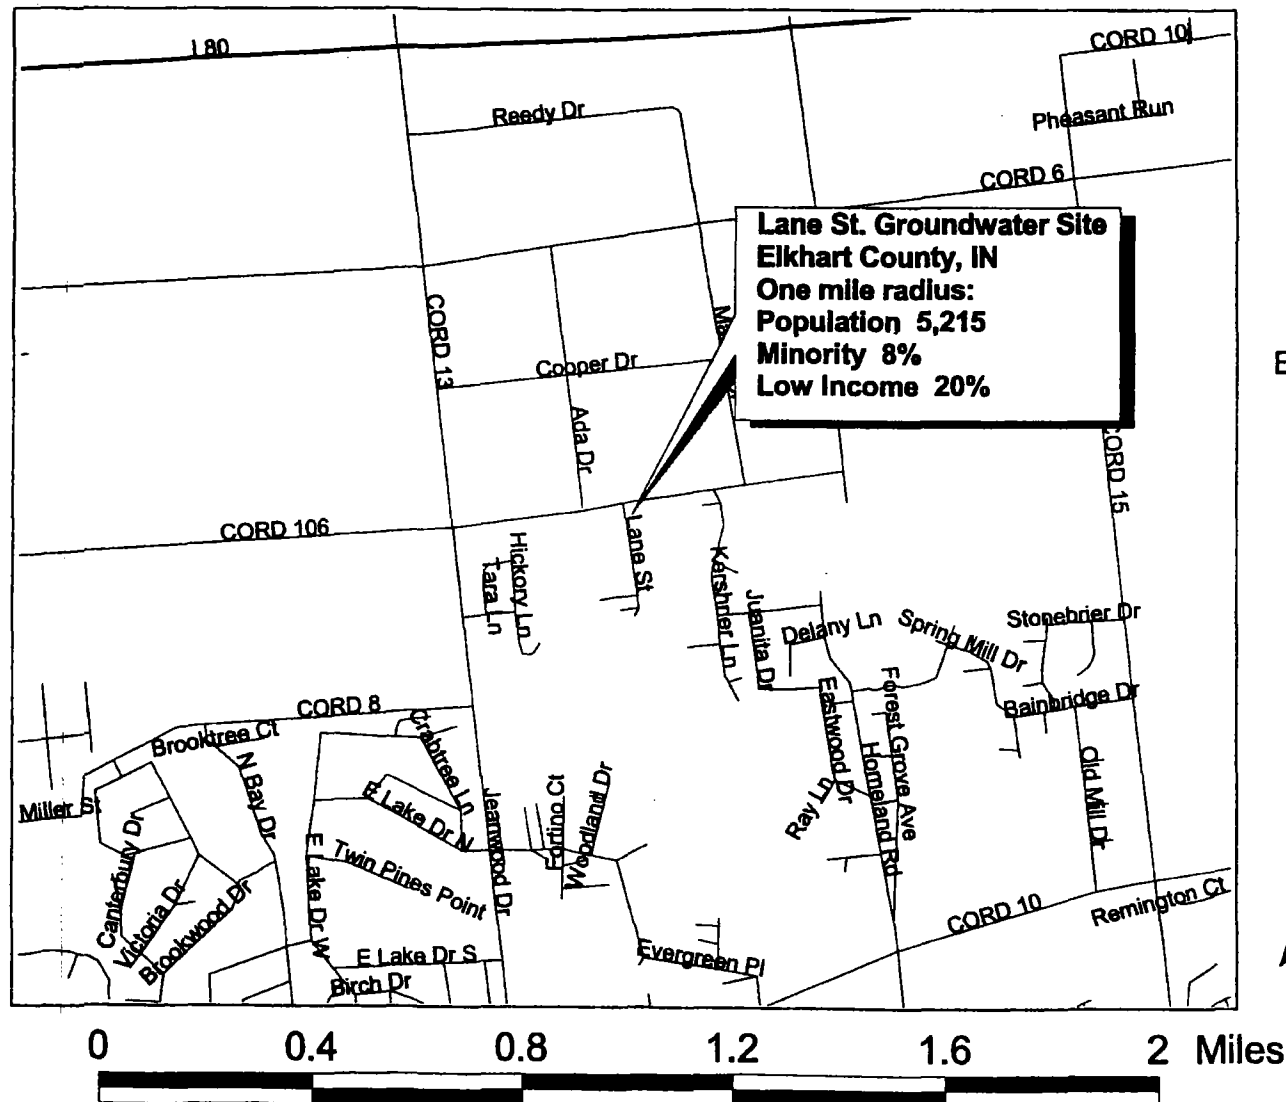 I 80
CORD 10
Reedy Dr
Pheasant Run
CORD 6
Lane St. Groundwater Site
Elkhart County, IN
One mile radius:
Population 5,215
Minority 8%
Low Income 20%
CORD 13
Cooper Dr
Ada Dr
CORD 15
CORD 106
Lane St
Hickory Ln
Tara Ln
Kershner Ln
Juanita Dr
Delany Ln
Spring Mill Dr
Stonebrier Dr
Bainbridge Dr
Eastwood Dr
Forest Grove Ave
Homeland Rd
Old Mill Dr
Ray Ln
CORD 8
Brooktree Ct
Crabtree Ln
N Bay Dr
Miller St
E Lake Dr N
Jeanwood Dr
Fortino Ct
Woodland Dr
Canterbury Dr
Victoria Dr
Brookwood Dr
E Lake Dr W
Twin Pines Point
E Lake Dr S
Birch Dr
Evergreen Pl
CORD 10
Remington Ct
0 0.4 0.8 1.2 1.6 2 Miles